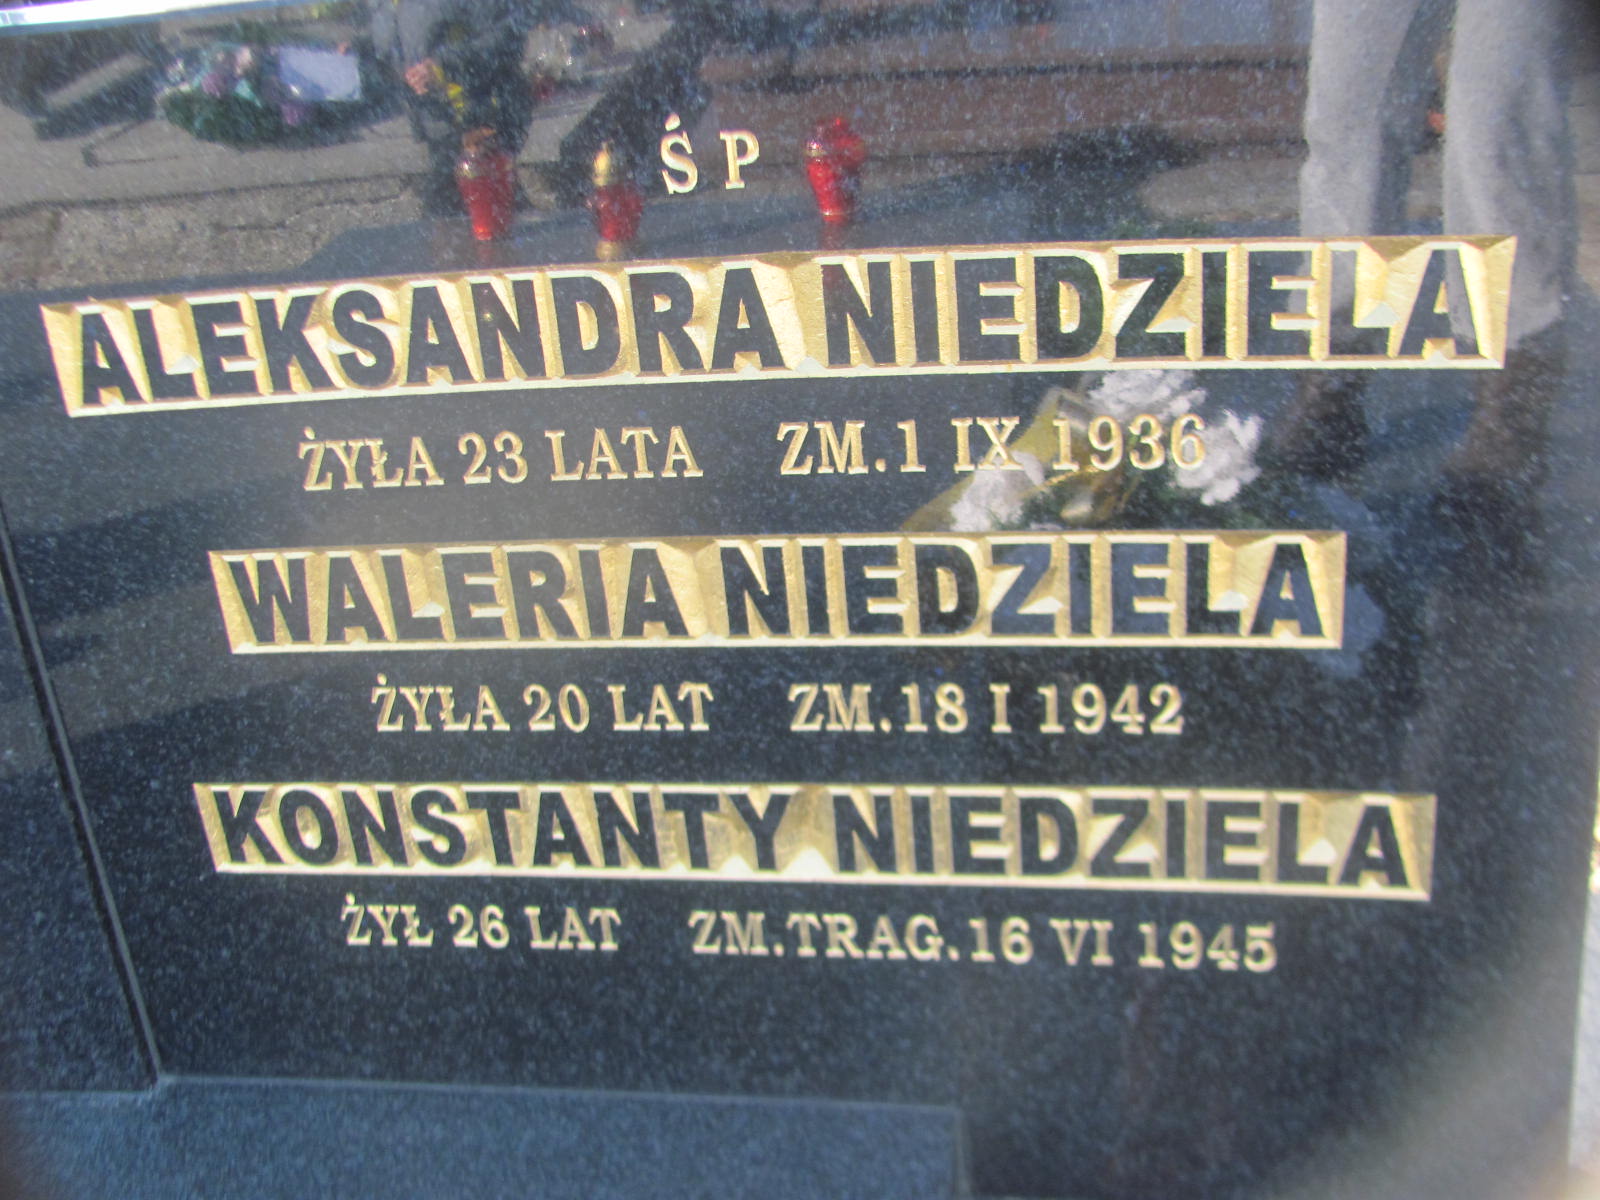 Ś P
ALEKSANDRA NIEDZIELA
ŻYŁA 23 LATA ZM. 1 IX 1936
WALERIA NIEDZIELA
ŻYŁA 20 LAT ZM. 18 I 1942
KONSTANTY NIEDZIELA
ŻYŁ 26 LAT ZM. TRAG. 16 VI 1945